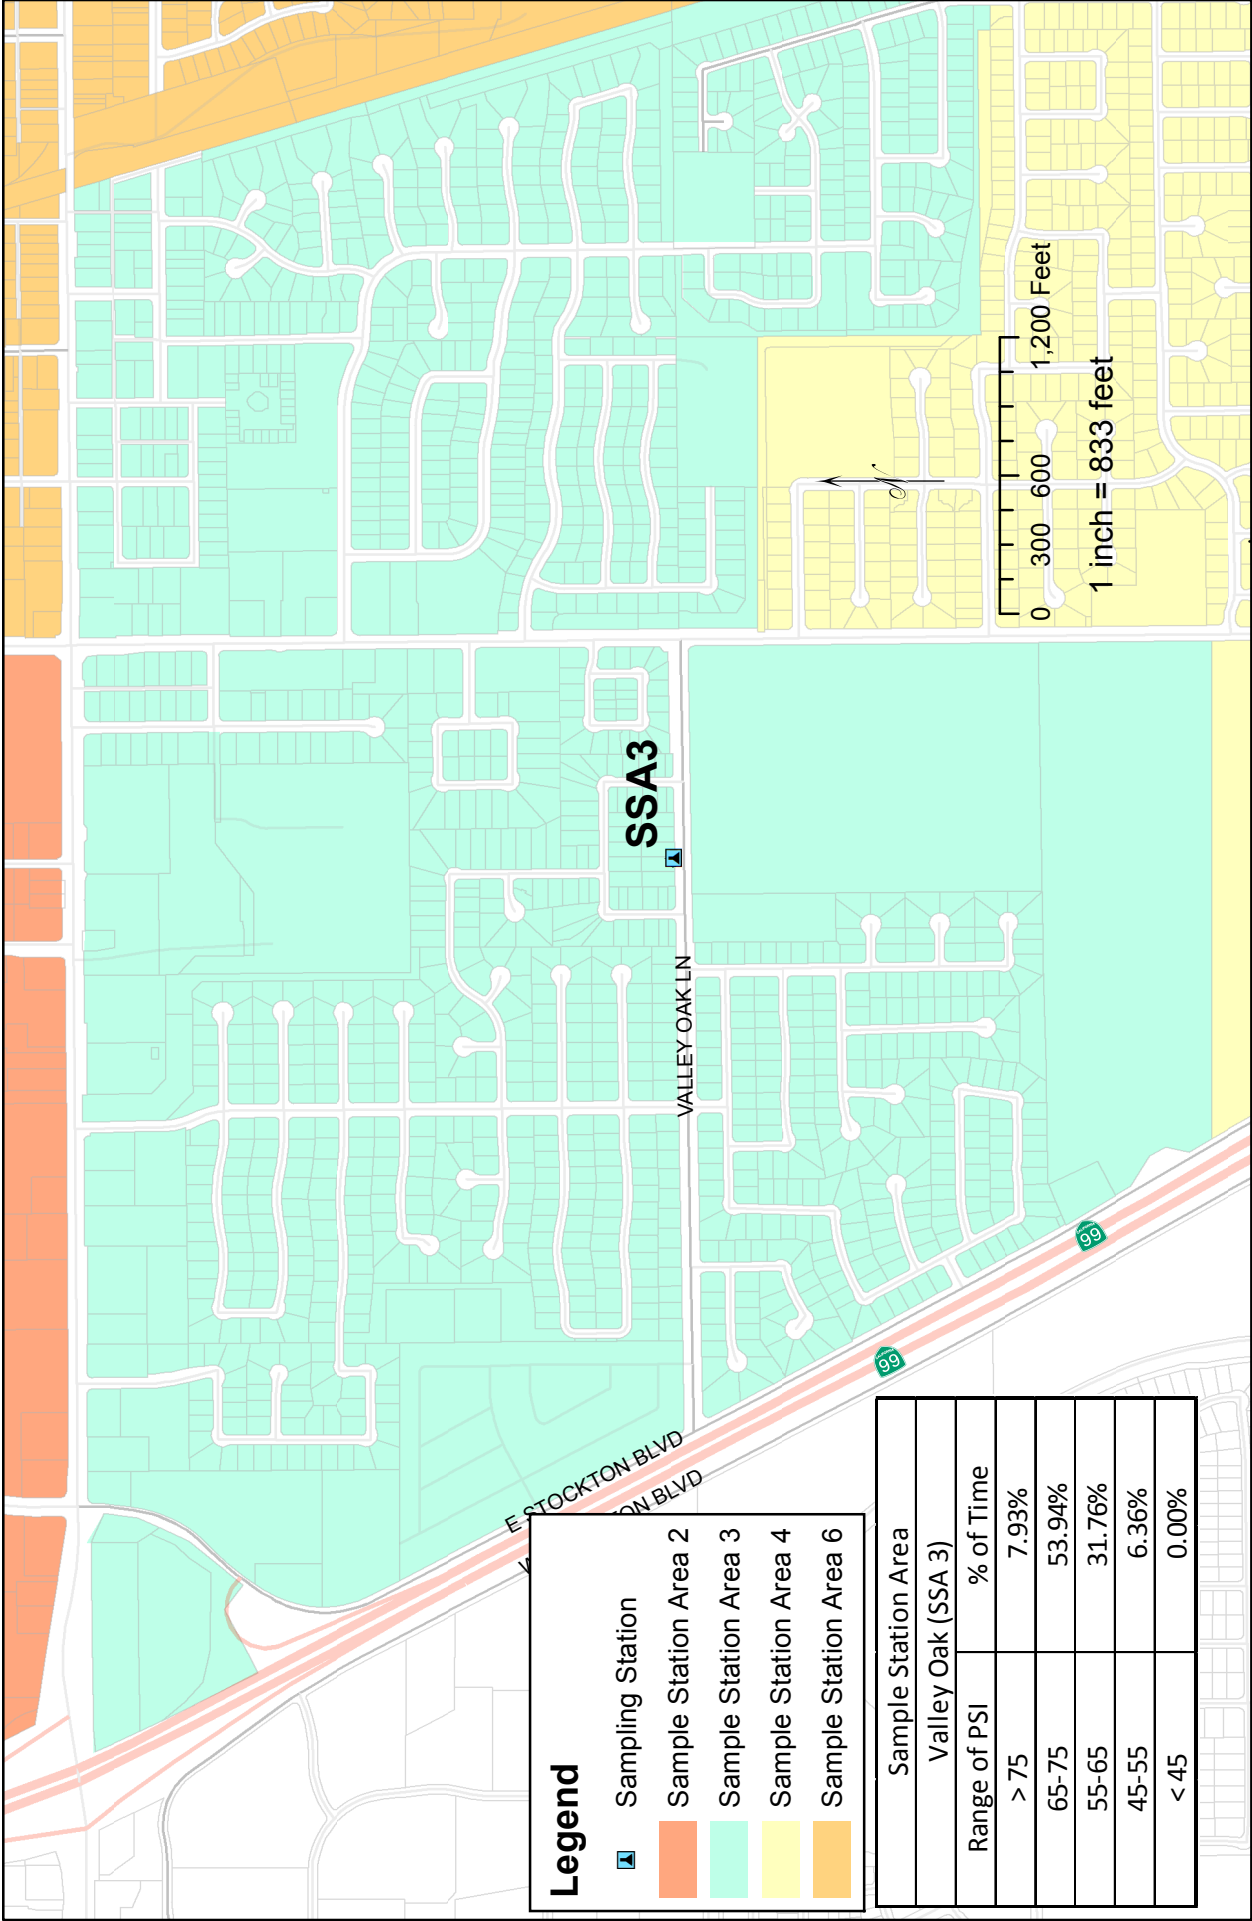 SSA3
VALLEY OAK LN
E STOCKTON BLVD
TON BLVD
99
99
N
0 300 600 1,200 Feet
1 inch = 833 feet
Legend
Sampling Station
Sample Station Area 2
Sample Station Area 3
Sample Station Area 4
Sample Station Area 6
Sample Station Area
Valley Oak (SSA 3)
Range of PSI % of Time
> 75 7.93%
65-75 53.94%
55-65 31.76%
45-55 6.36%
< 45 0.00%